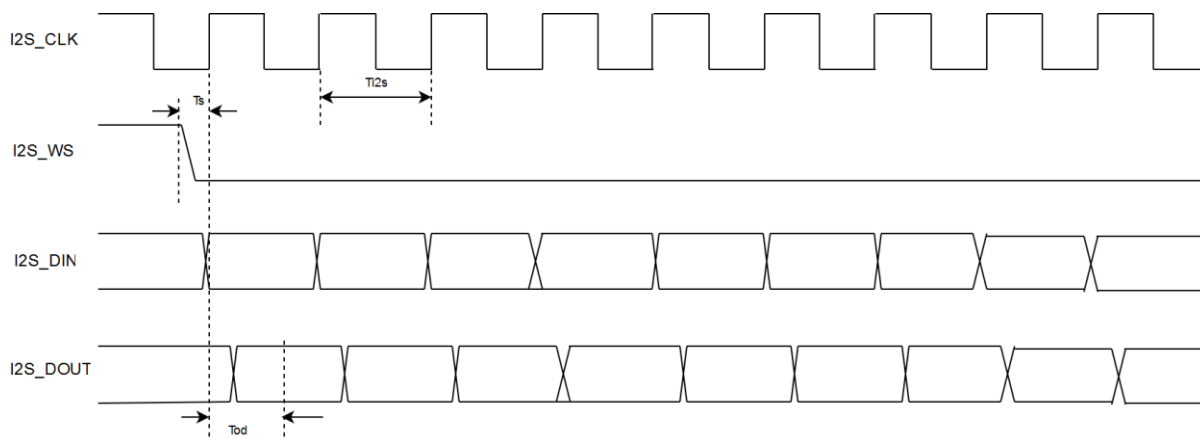 I2S_CLK
Ts
TI2s
I2S_WS
I2S_DIN
I2S_DOUT
Tod